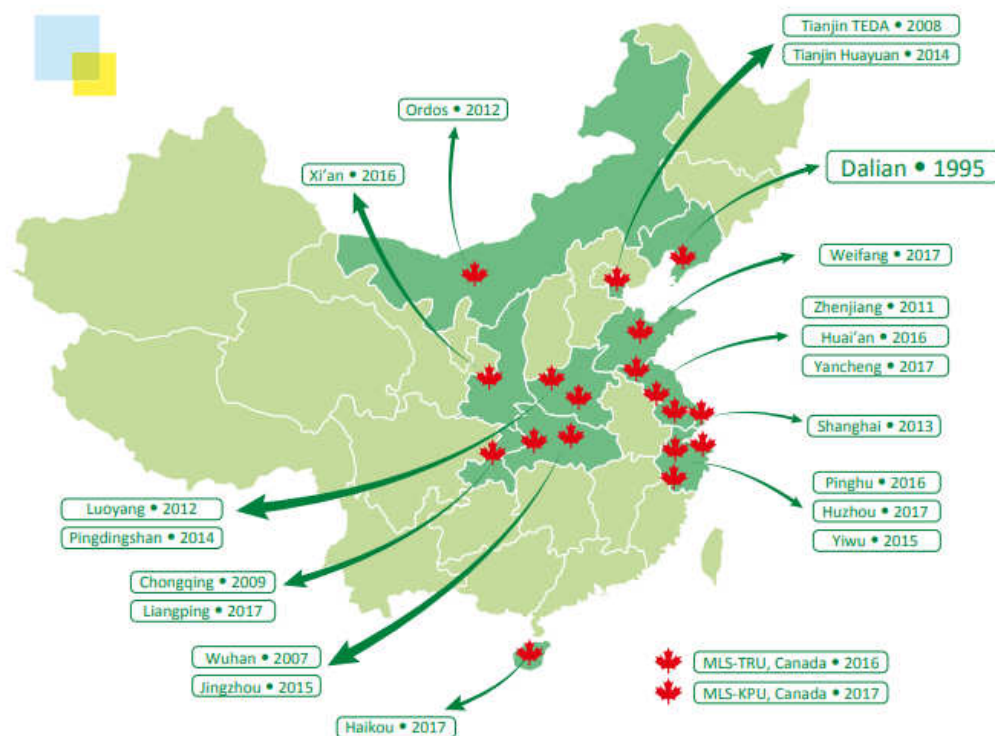 Tianjin TEDA • 2008
Tianjin Huayuan • 2014
Ordos • 2012
Xi'an • 2016
Dalian • 1995
Weifang • 2017
Zhenjiang • 2011
Huai'an • 2016
Yancheng • 2017
Shanghai • 2013
Pinghu • 2016
Huzhou • 2017
Yiwu • 2015
Luoyang • 2012
Pingdingshan • 2014
Chongqing • 2009
Liangping • 2017
Wuhan • 2007
Jingzhou • 2015
Haikou • 2017
MLS-TRU, Canada • 2016
MLS-KPU, Canada • 2017